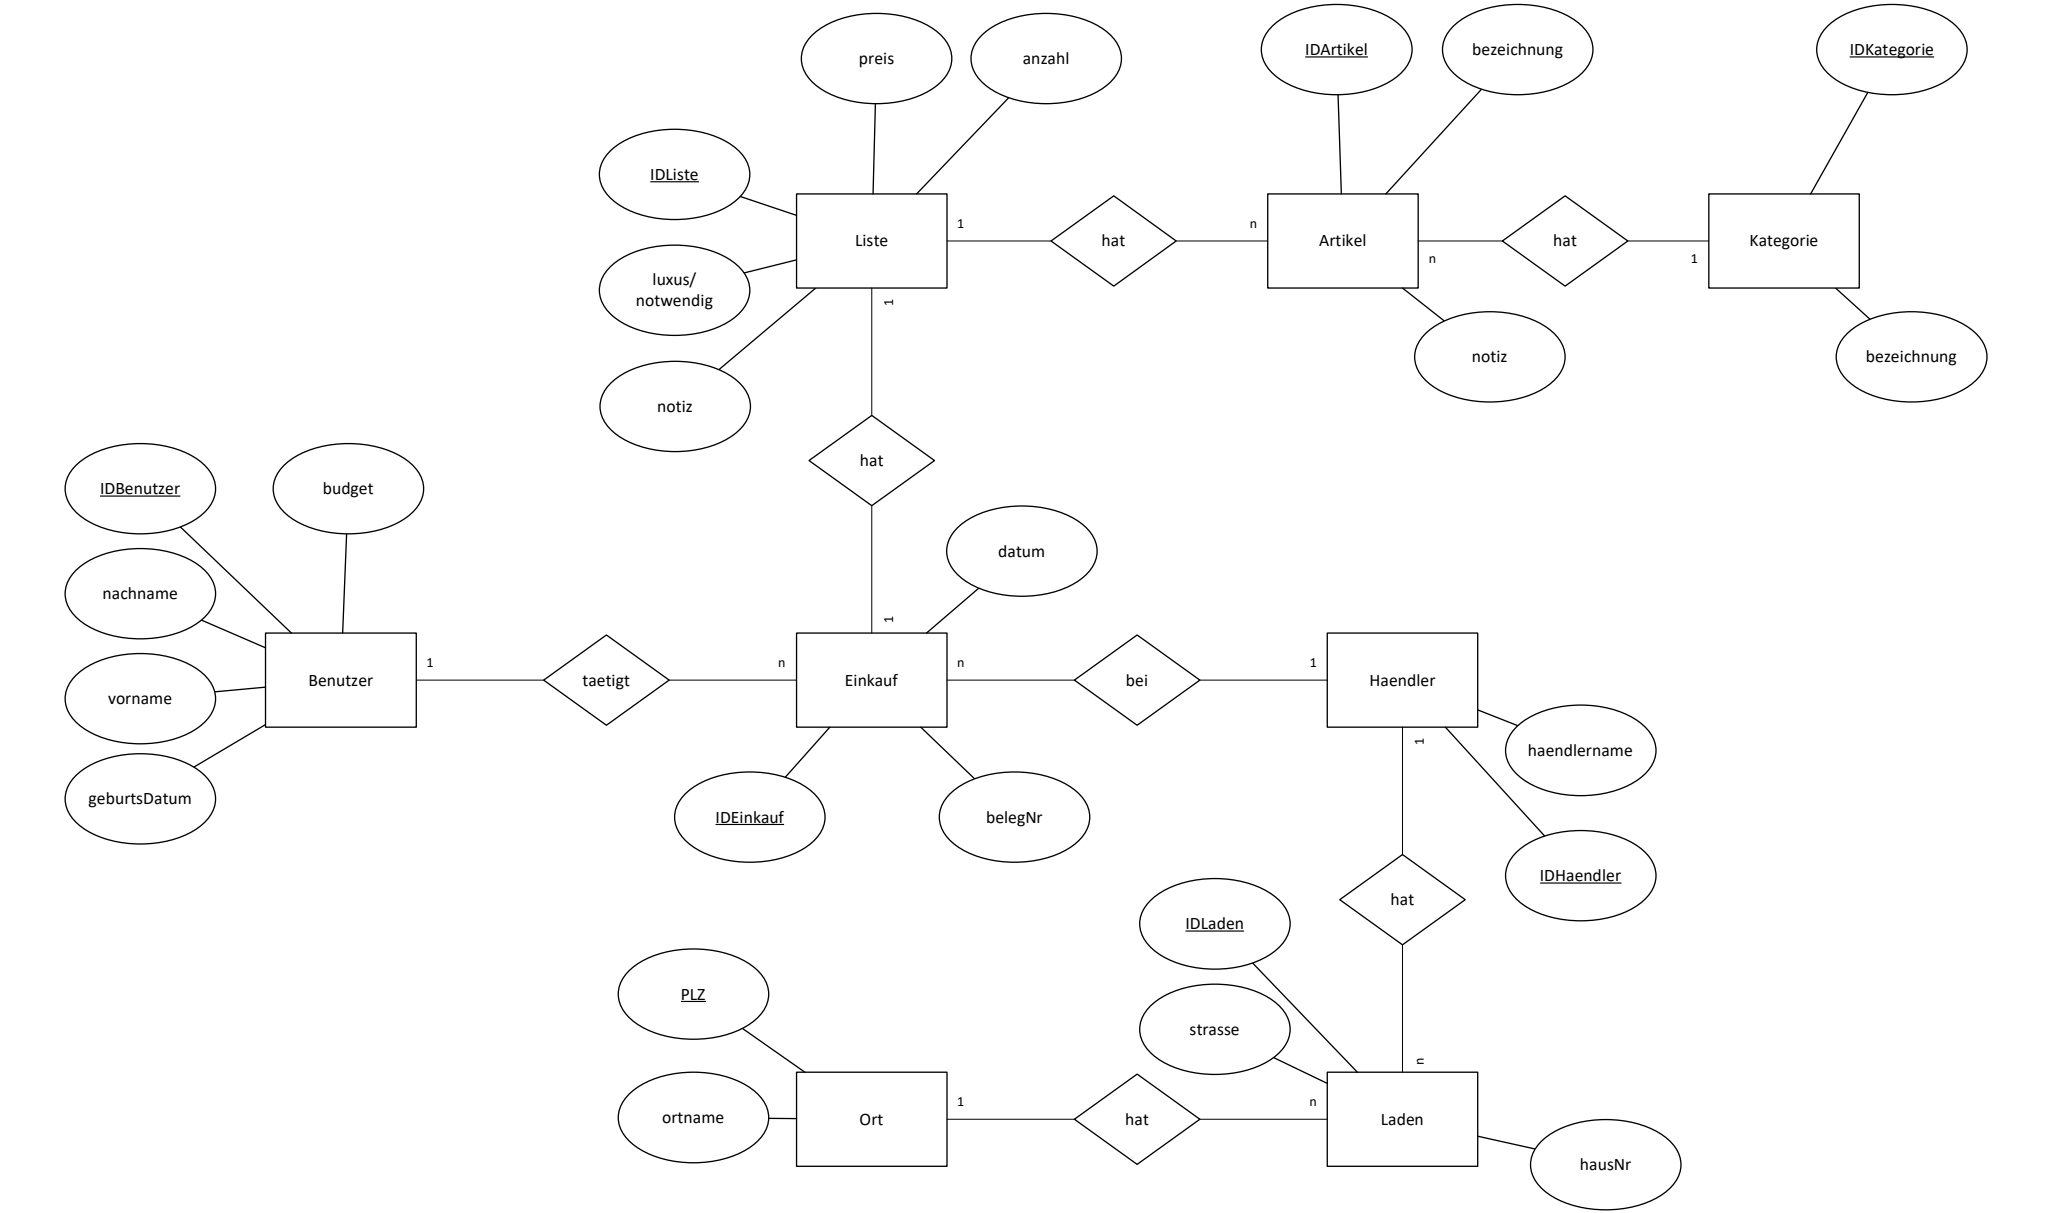 preis
anzahl
IDArtikel
bezeichnung
IDKategorie
IDListe
Liste
1
hat
n
Artikel
n
hat
1
Kategorie
luxus/
notwendig
1
notiz
notiz
bezeichnung
hat
IDBenutzer
budget
datum
nachname
1
Benutzer
1
taetigt
n
Einkauf
n
bei
1
Haendler
vorname
1
haendlername
geburtsDatum
IDEinkauf
belegNr
IDHaendler
hat
IDLaden
PLZ
strasse
n
ortname
Ort
1
hat
n
Laden
hausNr